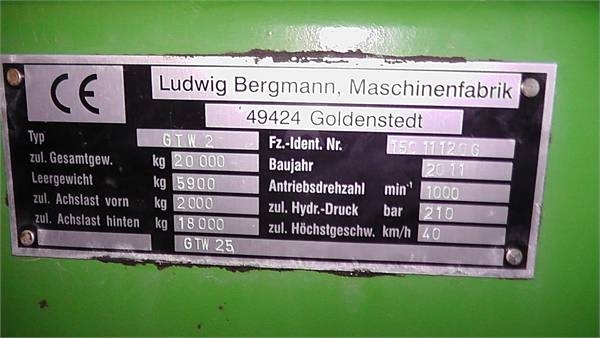 CE
Ludwig Bergmann, Maschinenfabrik
49424 Goldenstedt
Typ GTW 2
zul. Gesamtgew. kg 20 000
Leergewicht kg 5900
zul. Achslast vorn kg 2000
zul. Achslast hinten kg 18000
Fz.-Ident. Nr.
Baujahr 2011
Antriebsdrehzahl min⁻¹ 1000
zul. Hydr.-Druck bar 210
zul. Höchstgeschw. km/h 40
GTW 25